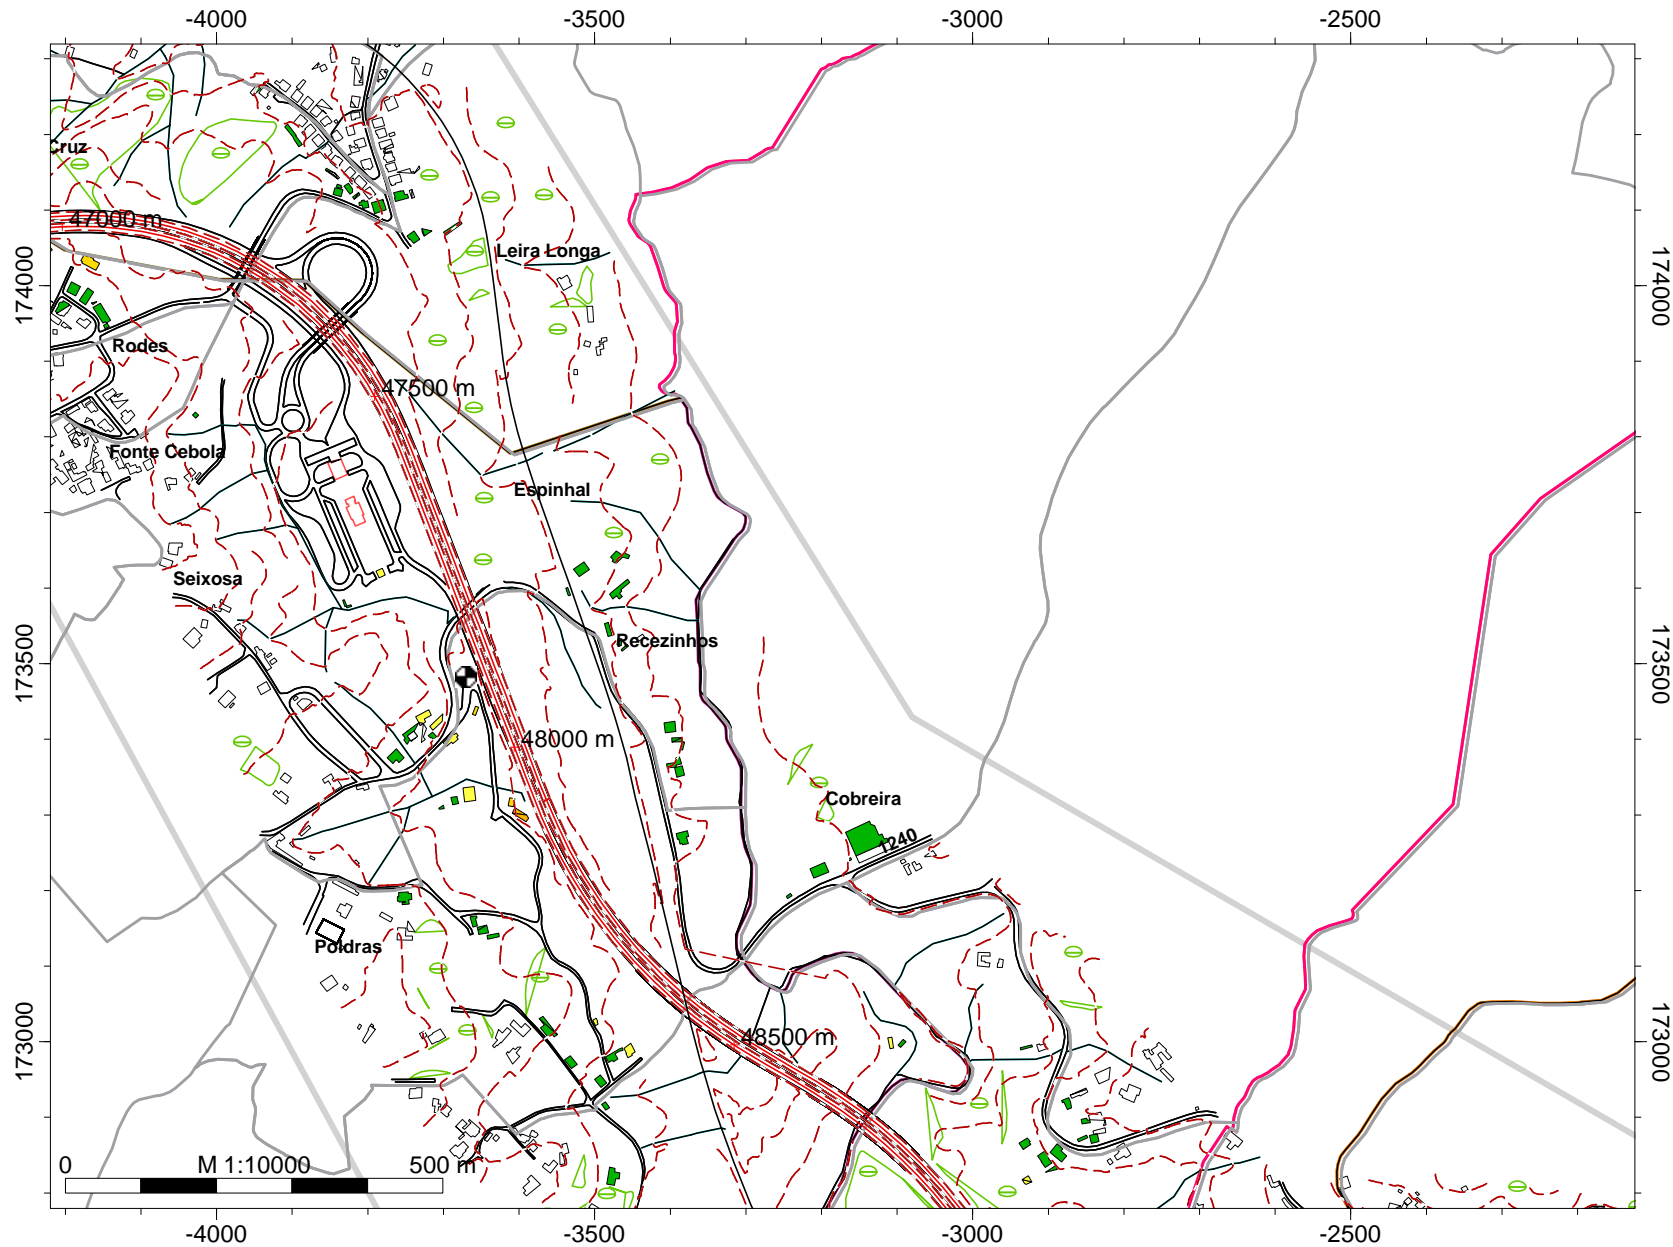 -4000 -3500 -3000 -2500
Cruz
47000 m
Leira Longa
174000
174000
Rodes
47500 m
Fonte Cebola
Espinhal
Seixosa
Recezinhos
173500
173500
48000 m
Cobreira
1240
Poldras
48500 m
173000
173000
0 M 1:10000 500 m
-4000 -3500 -3000 -2500